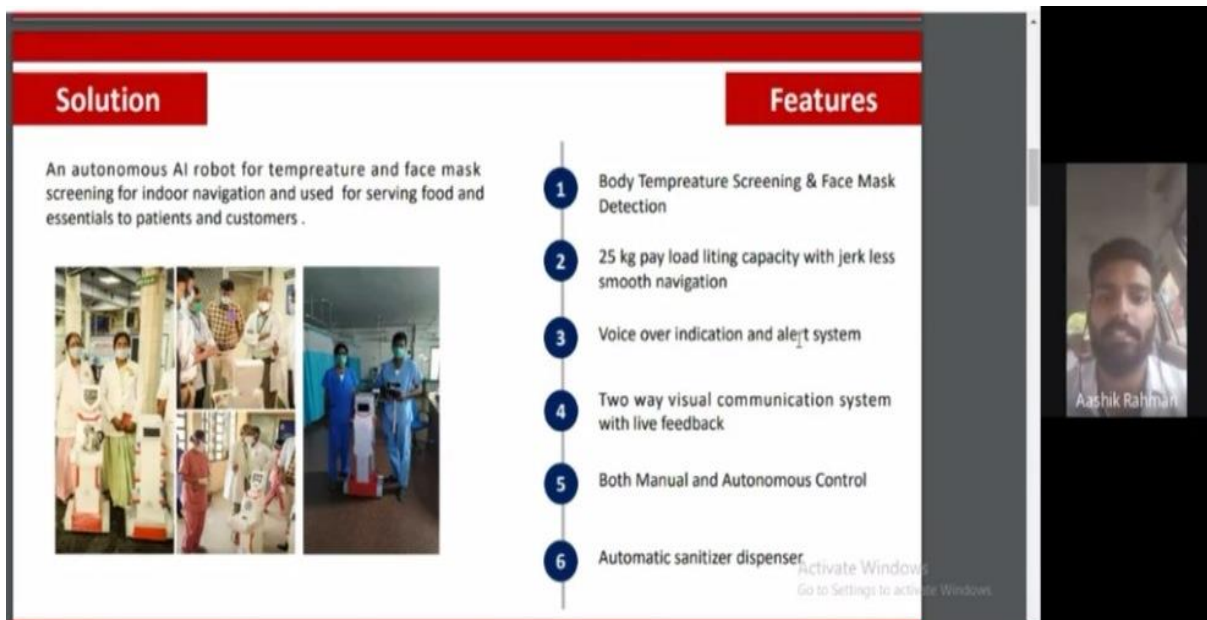 Solution
Features
An autonomous AI robot for tempreature and face mask
screening for indoor navigation and used for serving food and
essentials to patients and customers .
1
Body Tempreature Screening & Face Mask
Detection
2
25 kg pay load liting capacity with jerk less
smooth navigation
3
Voice over indication and alert system
4
Two way visual communication system
with live feedback
5
Both Manual and Autonomous Control
6
Automatic sanitizer dispenser
Activate Windows
Go to Settings to activate Windows.
Aashik Rahman